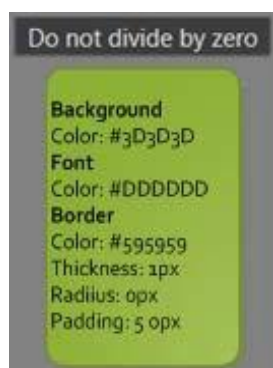 Do not divide by zero
Background
Color: #3D3D3D
Font
Color: #DDDDDD
Border
Color: #595959
Thickness: 1px
Radiius: 0px
Padding: 5 0px